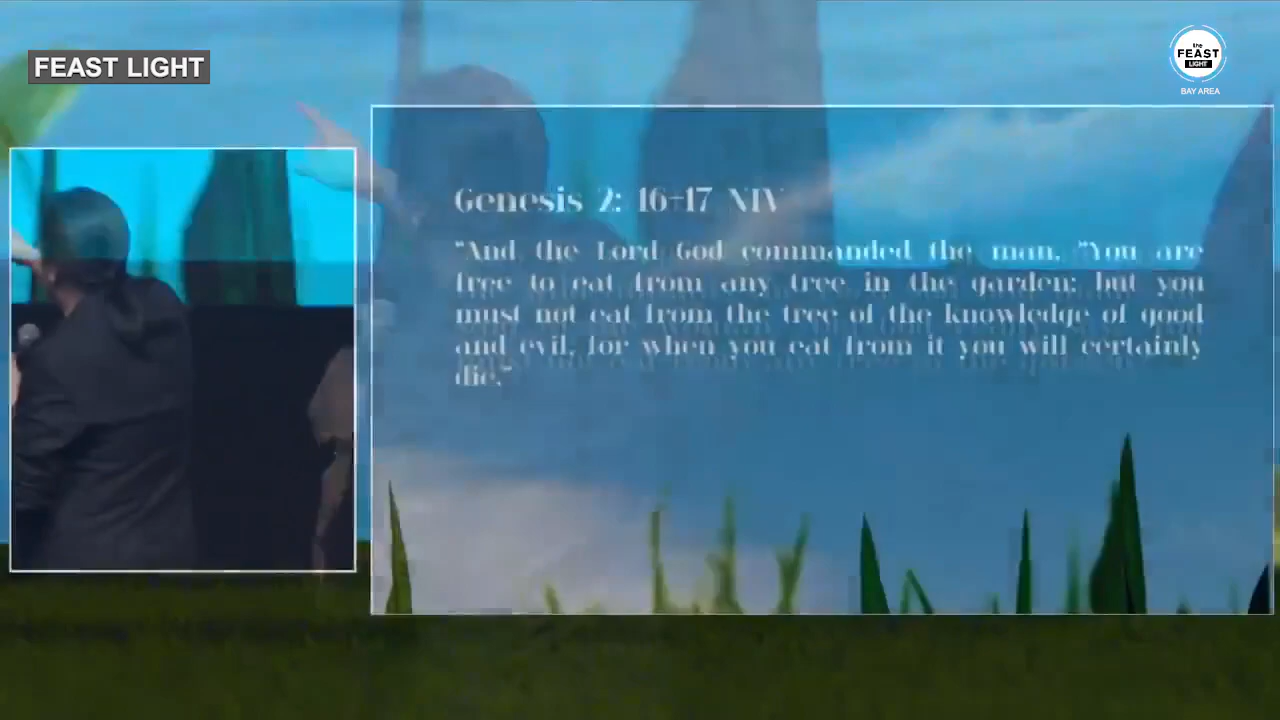 FEAST LIGHT
the
FEAST
LIGHT
BAY AREA
Genesis 2: 16-17 NIV
"And the Lord God commanded the man, "You are
free to eat from any tree in the garden; but you
must not eat from the tree of the knowledge of good
and evil, for when you eat from it you will certainly
die."